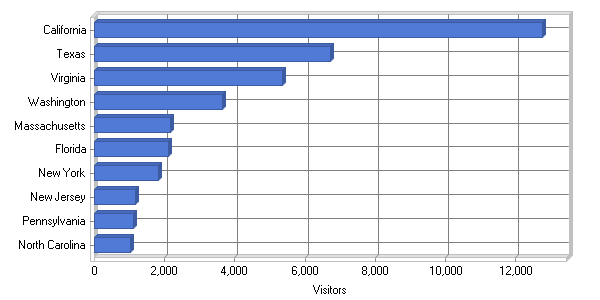 California
Texas
Virginia
Washington
Massachusetts
Florida
New York
New Jersey
Pennsylvania
North Carolina
0 2,000 4,000 6,000 8,000 10,000 12,000
Visitors